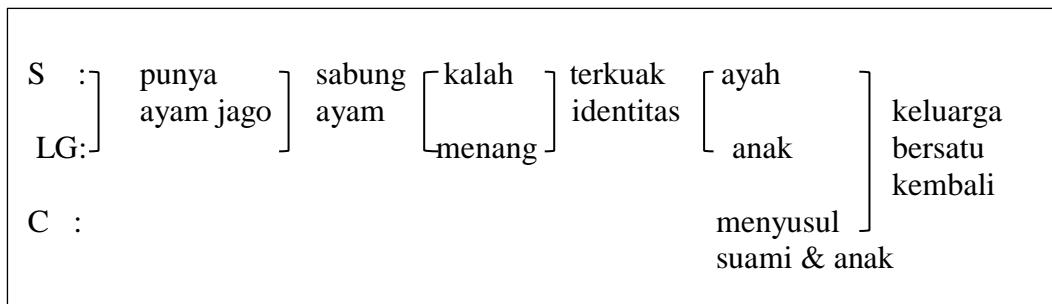 S : punya sabung kalah terkuak ayah
ayam jago ayam identitas keluarga
LG: menang anak bersatu
kembali
C : menyusul
suami & anak